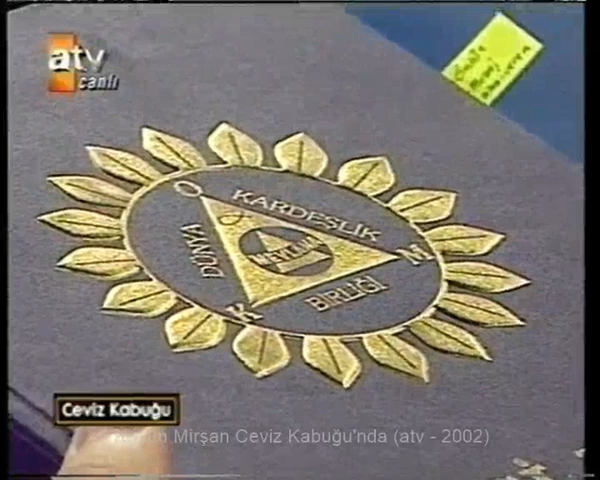 atv
canlı
O
KARDEŞLİK
DÜNYA
MEVLANA
M
BİRLİĞİ
K
Ceviz Kabuğu
Mirşan Ceviz Kabuğu'nda (atv - 2002)